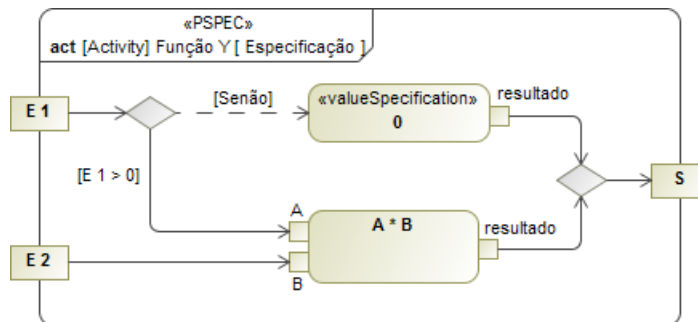 «PSPEC»
act [Activity] Função Y [ Especificação ]
E 1
[Senão]
«valueSpecification»
0
resultado
[E 1 > 0]
S
A
A * B
resultado
E 2
B